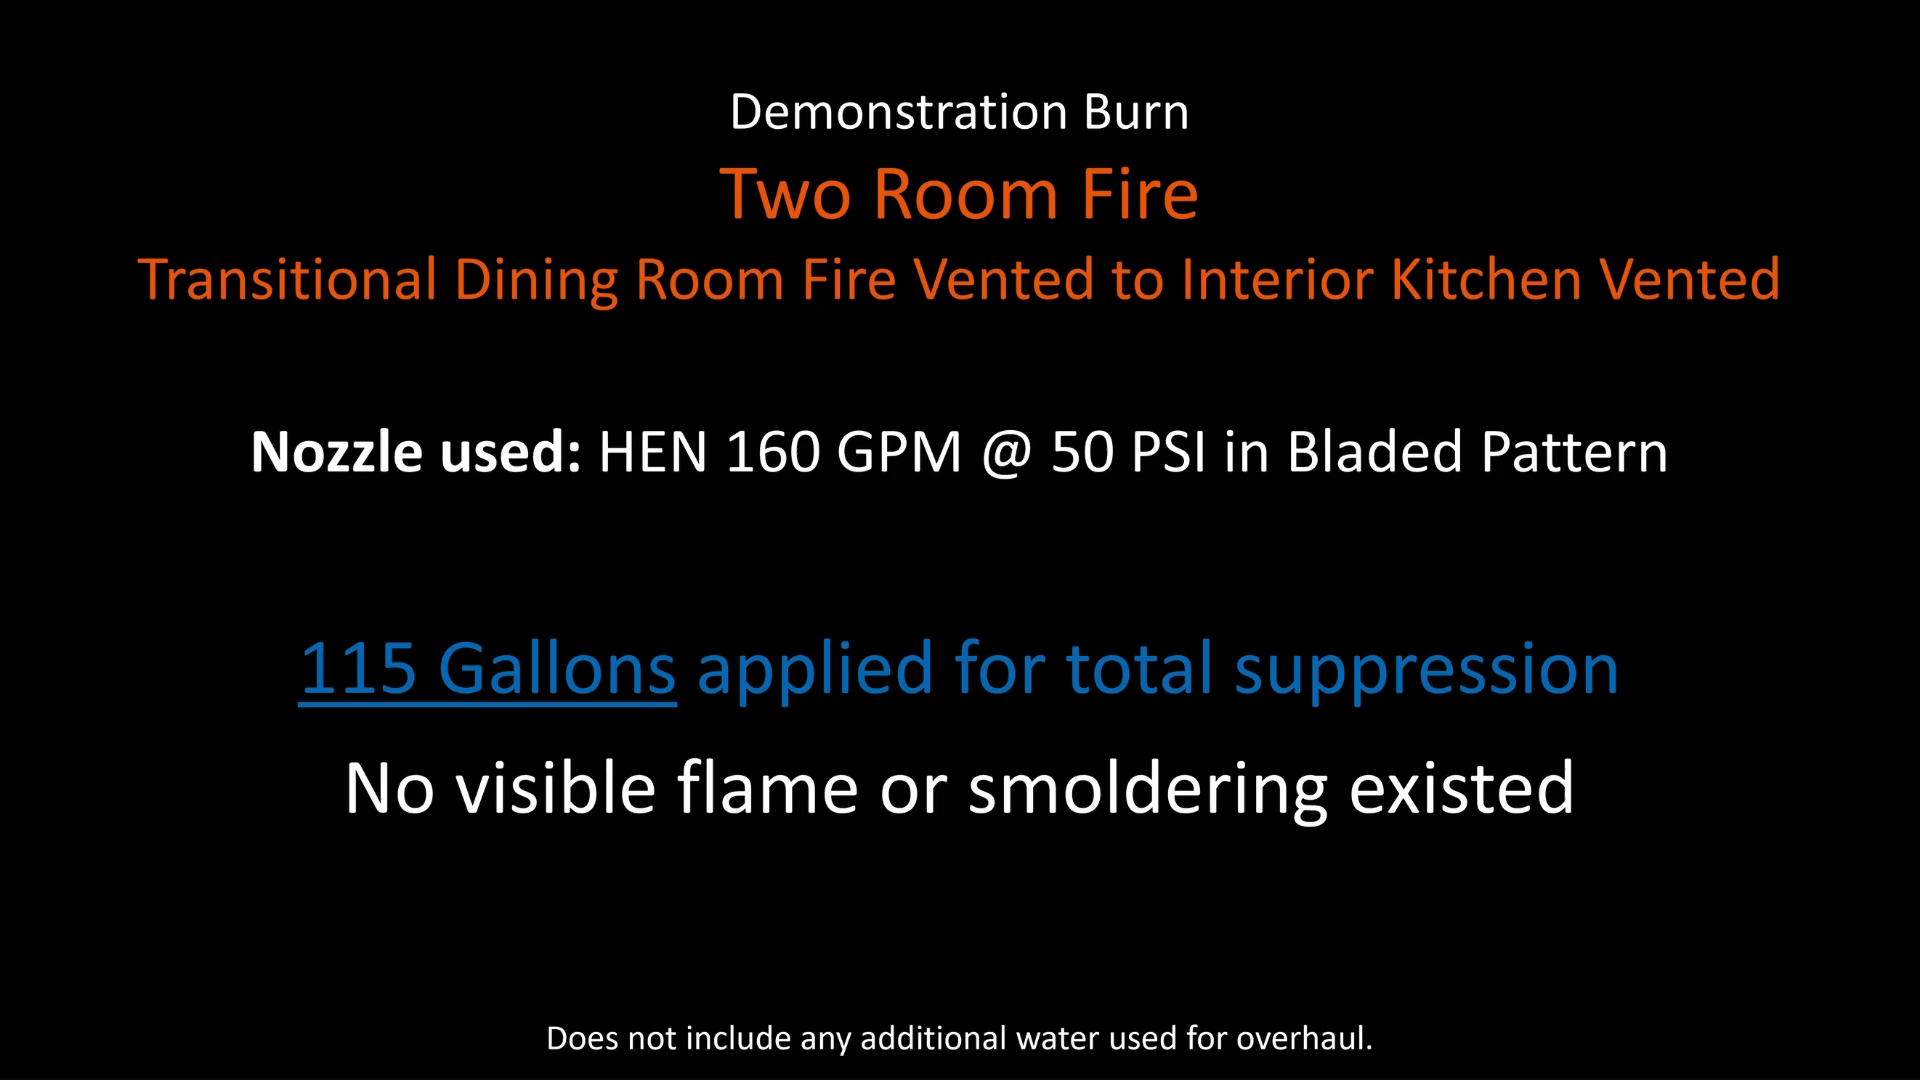 Demonstration Burn
Two Room Fire
Transitional Dining Room Fire Vented to Interior Kitchen Vented
Nozzle used: HEN 160 GPM @ 50 PSI in Bladed Pattern
115 Gallons applied for total suppression
No visible flame or smoldering existed
Does not include any additional water used for overhaul.